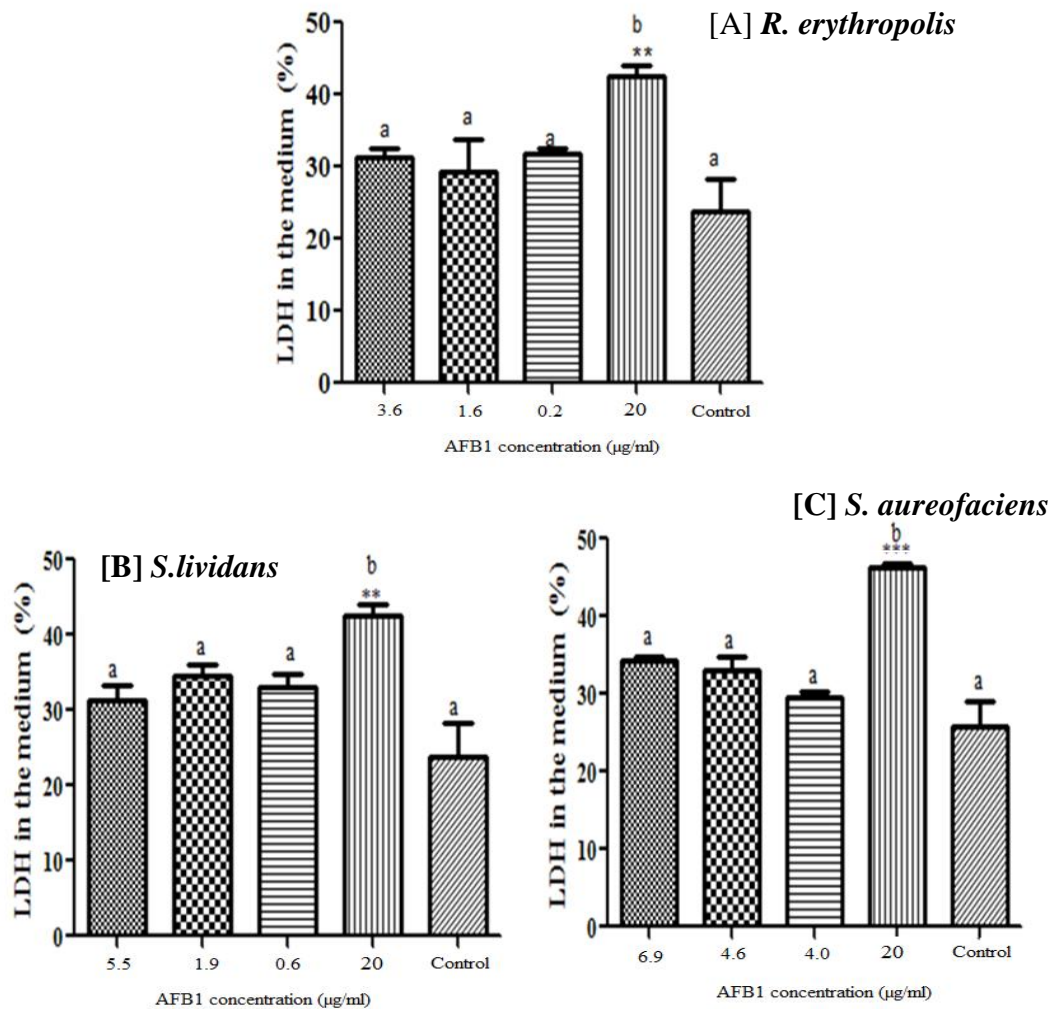 [A] R. erythropolis
LDH in the medium (%)
50
40
30
20
10
0
a
a
a
b
**
a
3.6 1.6 0.2 20 Control
AFB1 concentration (µg/ml)
[B] S.lividans
LDH in the medium (%)
50
40
30
20
10
0
a
a
a
b
**
a
5.5 1.9 0.6 20 Control
AFB1 concentration (µg/ml)
[C] S. aureofaciens
LDH in the medium (%)
50
40
30
20
10
0
a
a
a
b
***
a
6.9 4.6 4.0 20 Control
AFB1 concentration (µg/ml)